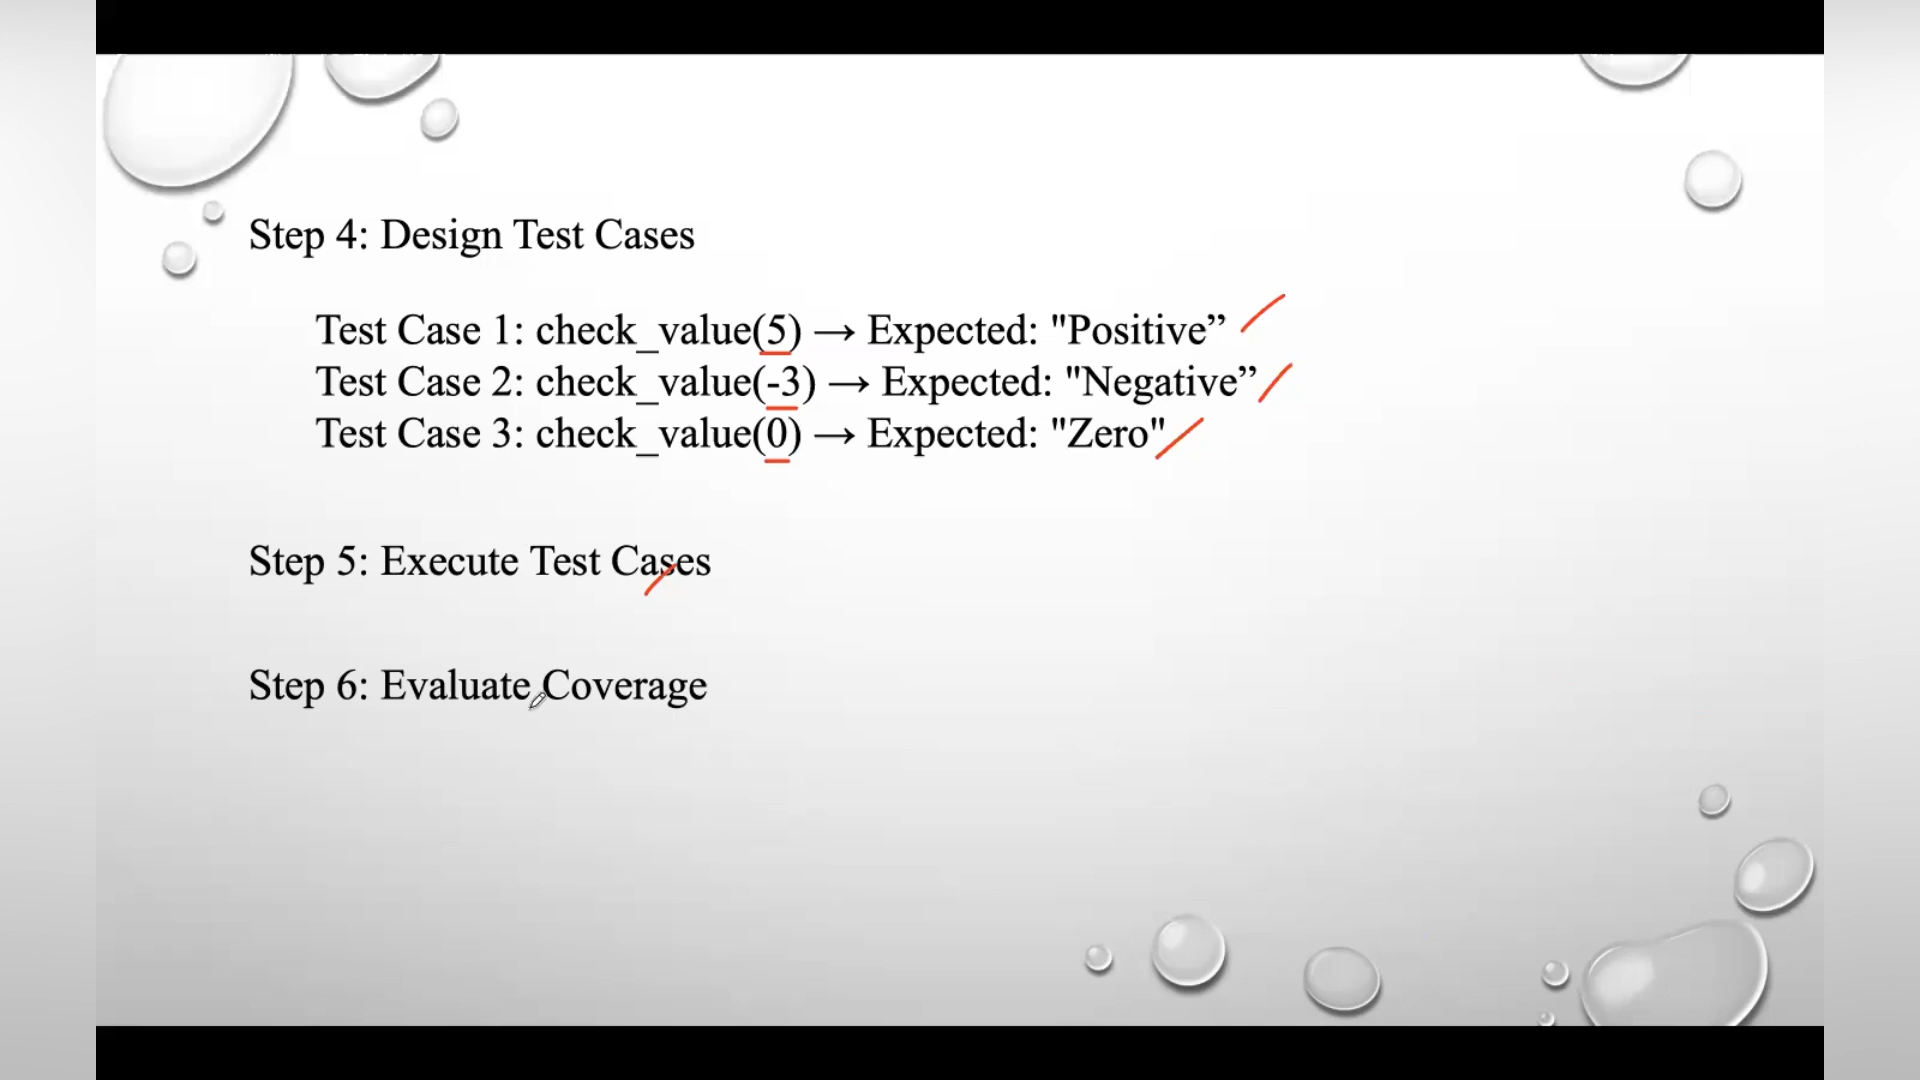 Step 4: Design Test Cases
Test Case 1: check_value(5) → Expected: "Positive”
Test Case 2: check_value(-3) → Expected: "Negative”
Test Case 3: check_value(0) → Expected: "Zero"
Step 5: Execute Test Cases
Step 6: Evaluate Coverage